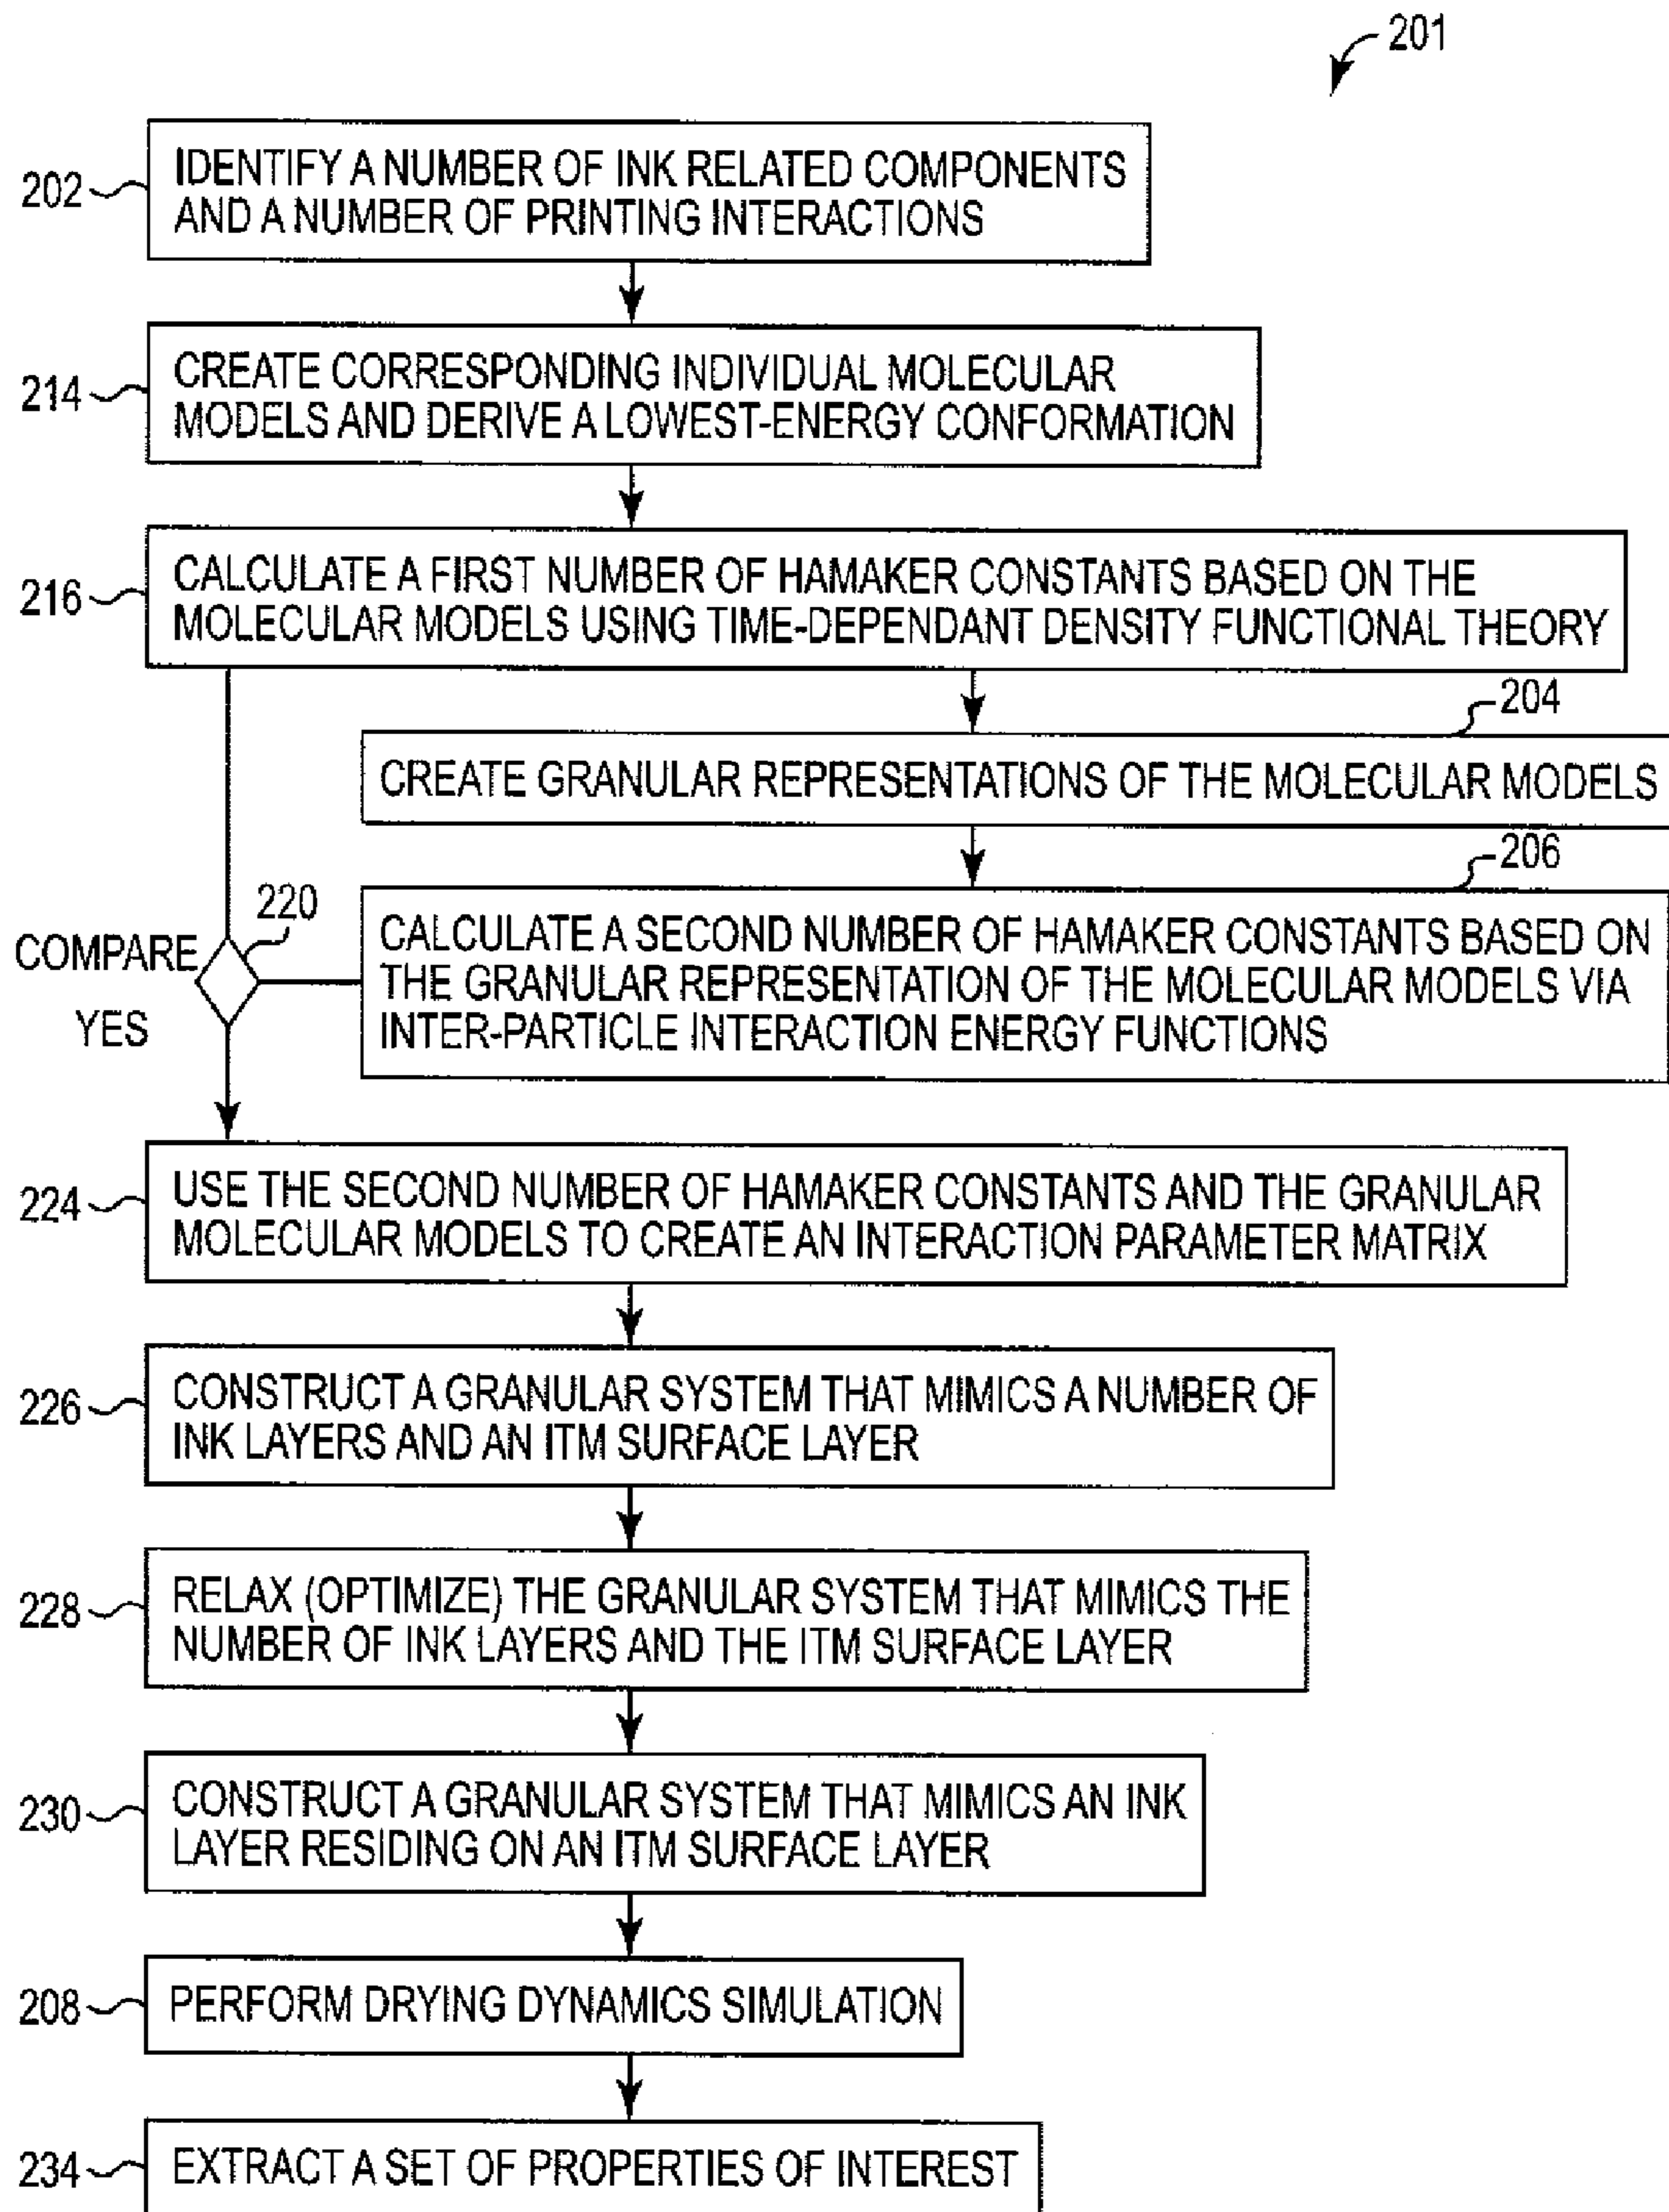 201
202
IDENTIFY A NUMBER OF INK RELATED COMPONENTS
AND A NUMBER OF PRINTING INTERACTIONS
214
CREATE CORRESPONDING INDIVIDUAL MOLECULAR
MODELS AND DERIVE A LOWEST-ENERGY CONFORMATION
216
CALCULATE A FIRST NUMBER OF HAMAKER CONSTANTS BASED ON THE
MOLECULAR MODELS USING TIME-DEPENDANT DENSITY FUNCTIONAL THEORY
204
CREATE GRANULAR REPRESENTATIONS OF THE MOLECULAR MODELS
206
CALCULATE A SECOND NUMBER OF HAMAKER CONSTANTS BASED ON
THE GRANULAR REPRESENTATION OF THE MOLECULAR MODELS VIA
INTER-PARTICLE INTERACTION ENERGY FUNCTIONS
220
COMPARE
YES
224
USE THE SECOND NUMBER OF HAMAKER CONSTANTS AND THE GRANULAR
MOLECULAR MODELS TO CREATE AN INTERACTION PARAMETER MATRIX
226
CONSTRUCT A GRANULAR SYSTEM THAT MIMICS A NUMBER OF
INK LAYERS AND AN ITM SURFACE LAYER
228
RELAX (OPTIMIZE) THE GRANULAR SYSTEM THAT MIMICS THE
NUMBER OF INK LAYERS AND THE ITM SURFACE LAYER
230
CONSTRUCT A GRANULAR SYSTEM THAT MIMICS AN INK
LAYER RESIDING ON AN ITM SURFACE LAYER
208
PERFORM DRYING DYNAMICS SIMULATION
234
EXTRACT A SET OF PROPERTIES OF INTEREST